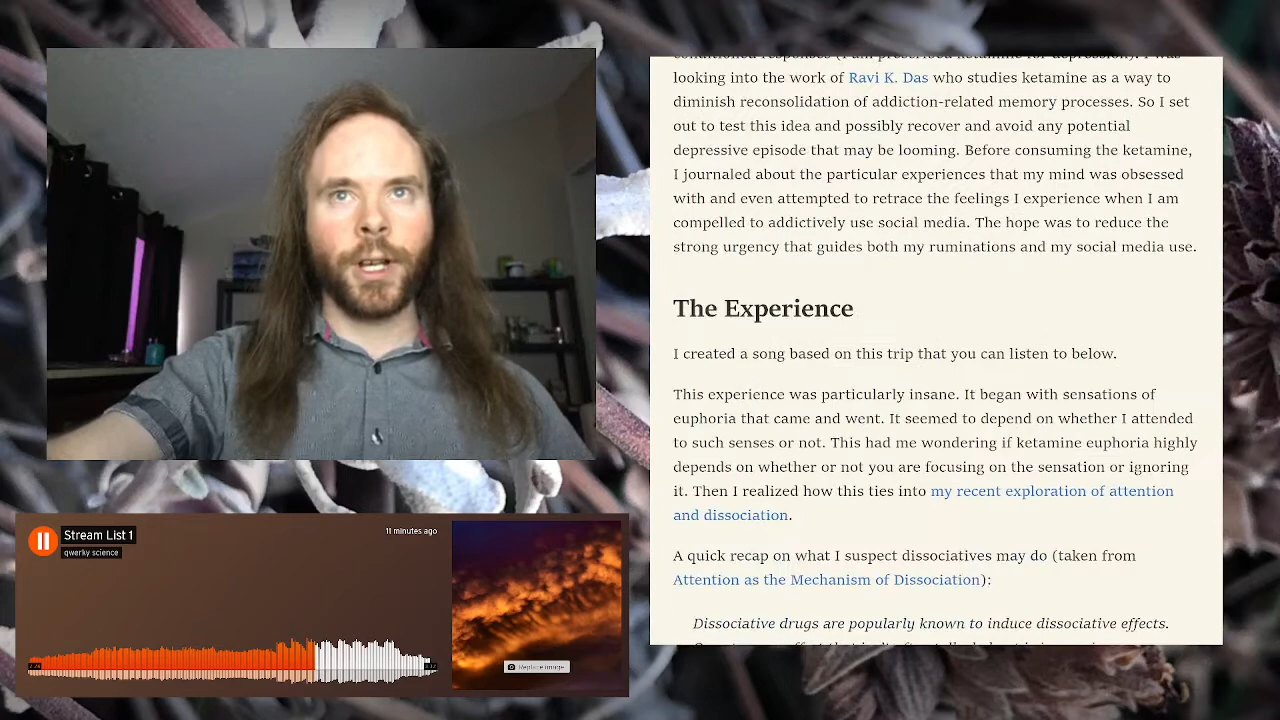 conditioned responses (I am prescribed ketamine for depression). I was
looking into the work of Ravi K. Das who studies ketamine as a way to
diminish reconsolidation of addiction-related memory processes. So I set
out to test this idea and possibly recover and avoid any potential
depressive episode that may be looming. Before consuming the ketamine,
I journaled about the particular experiences that my mind was obsessed
with and even attempted to retrace the feelings I experience when I am
compelled to addictively use social media. The hope was to reduce the
strong urgency that guides both my ruminations and my social media use.
The Experience
I created a song based on this trip that you can listen to below.
This experience was particularly insane. It began with sensations of
euphoria that came and went. It seemed to depend on whether I attended
to such senses or not. This had me wondering if ketamine euphoria highly
depends on whether or not you are focusing on the sensation or ignoring
it. Then I realized how this ties into my recent exploration of attention
and dissociation.
A quick recap on what I suspect dissociatives may do (taken from
Attention as the Mechanism of Dissociation):
Dissociative drugs are popularly known to induce dissociative effects.
Stream List 1
qwerky science
11 minutes ago
Replace image